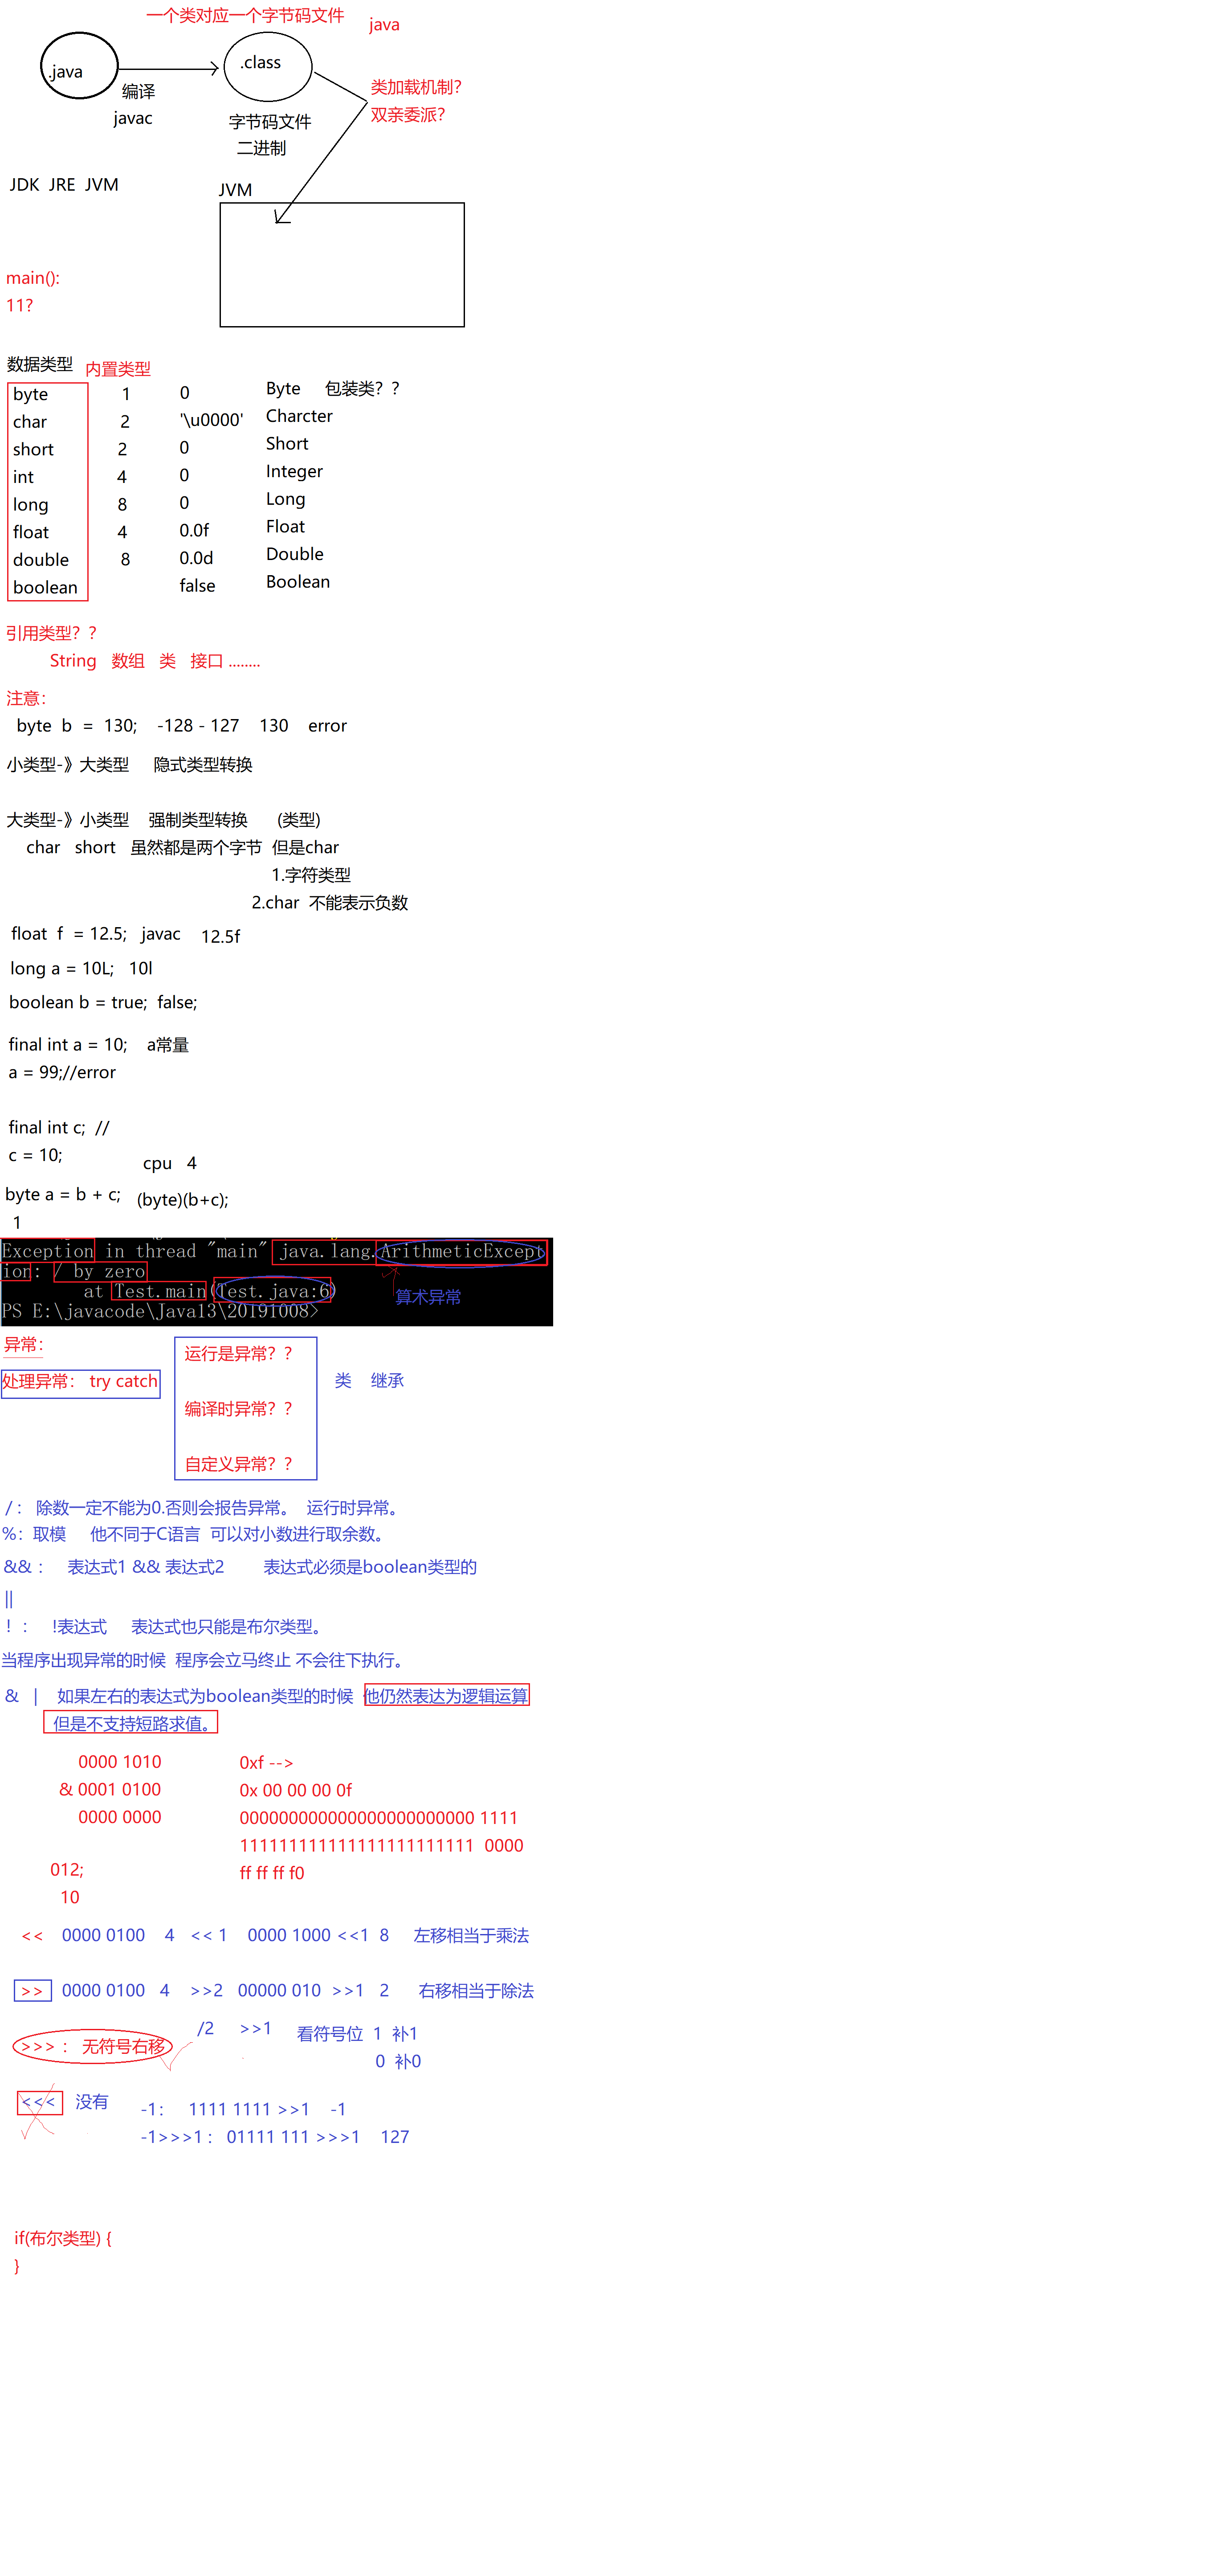 一个类对应一个字节码文件
java
.java
.class
编译
javac
类加载机制?
双亲委派?
字节码文件
二进制
JDK JRE JVM
JVM
main():
11?
数据类型 内置类型
byte 1 0 Byte 包装类? ?
char 2 '\u0000' Charcter
short 2 0 Short
int 4 0 Integer
long 8 0 Long
float 4 0.0f Float
double 8 0.0d Double
boolean false Boolean
引用类型? ?
String 数组 类 接口 ........
注意：
byte b = 130; -128 - 127 130 error
小类型-》大类型 隐式类型转换
大类型-》小类型 强制类型转换 (类型)
char short 虽然都是两个字节 但是char
1.字符类型
2.char 不能表示负数
float f = 12.5; javac 12.5f
long a = 10L; 10l
boolean b = true; false;
final int a = 10; a常量
a = 99;//error
final int c; //
c = 10;
cpu 4
byte a = b + c; (byte)(b+c);
1
Exception in thread "main" java.lang.ArithmeticExcept
ion: / by zero
at Test.main(Test.java:6)
算术异常
PS E:\javacode\Java13\20191008>
异常：
处理异常： try catch
运行是异常? ?
编译时异常? ?
自定义异常? ?
类 继承
/： 除数一定不能为0.否则会报告异常。 运行时异常。
%：取模 他不同于C语言 可以对小数进行取余数。
&&： 表达式1 && 表达式2 表达式必须是boolean类型的
||
！： !表达式 表达式也只能是布尔类型。
当程序出现异常的时候 程序会立马终止 不会往下执行。
& | 如果左右的表达式为boolean类型的时候 他仍然表达为逻辑运算
但是不支持短路求值。
0000 1010
& 0001 0100
0000 0000
0xf -->
0x 00 00 00 0f
000000000000000000000000 1111
111111111111111111111111 0000
ff ff ff f0
012;
10
<< 0000 0100 4 << 1 0000 1000 <<1 8 左移相当于乘法
>> 0000 0100 4 >>2 00000 010 >>1 2 右移相当于除法
/2 >>1
>>>： 无符号右移
看符号位 1 补1
0 补0
<<< 没有
-1： 1111 1111 >>1 -1
-1>>>1： 01111 111 >>>1 127
if(布尔类型) {
}